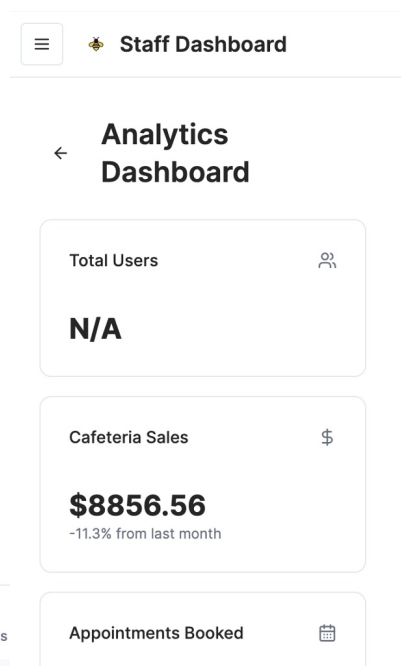 Staff Dashboard
Analytics
Dashboard
Total Users
N/A
Cafeteria Sales
$8856.56
-11.3% from last month
s
Appointments Booked